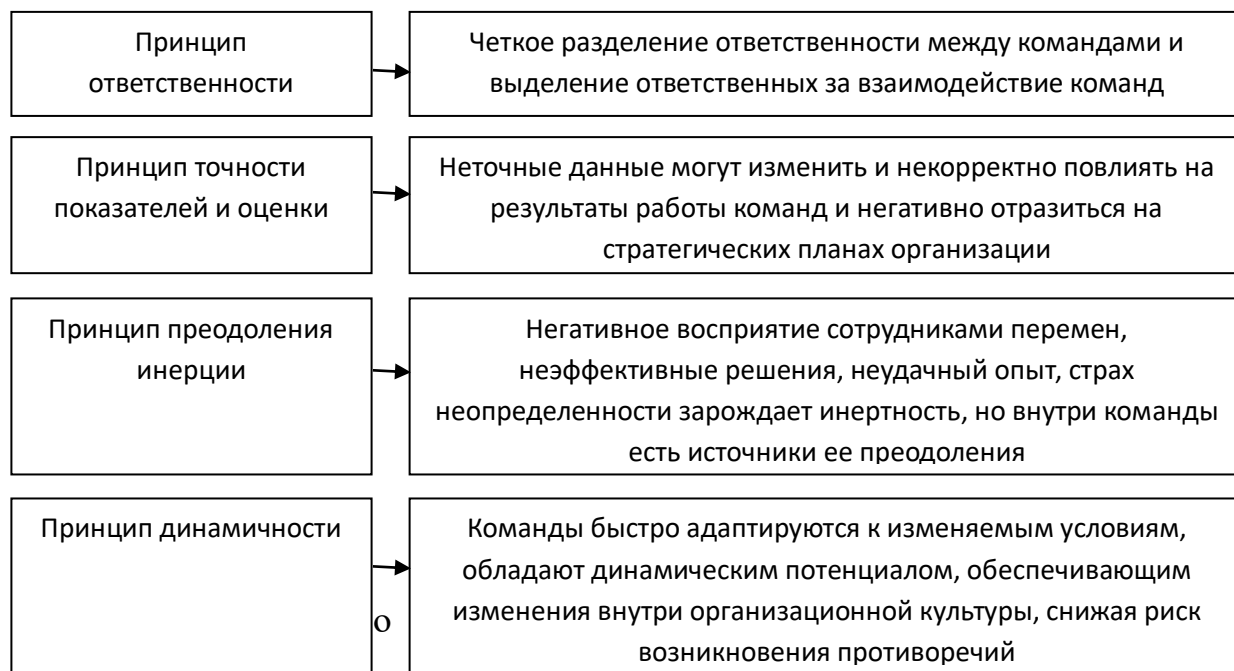 Принцип
ответственности
Четкое разделение ответственности между командами и
выделение ответственных за взаимодействие команд
Принцип точности
показателей и оценки
Неточные данные могут изменить и некорректно повлиять на
результаты работы команд и негативно отразиться на
стратегических планах организации
Принцип преодоления
инерции
Негативное восприятие сотрудниками перемен,
неэффективные решения, неудачный опыт, страх
неопределенности зарождает инертность, но внутри команды
есть источники ее преодоления
Принцип динамичности
Команды быстро адаптируются к изменяемым условиям,
обладают динамическим потенциалом, обеспечивающим
изменения внутри организационной культуры, снижая риск
возникновения противоречий
о